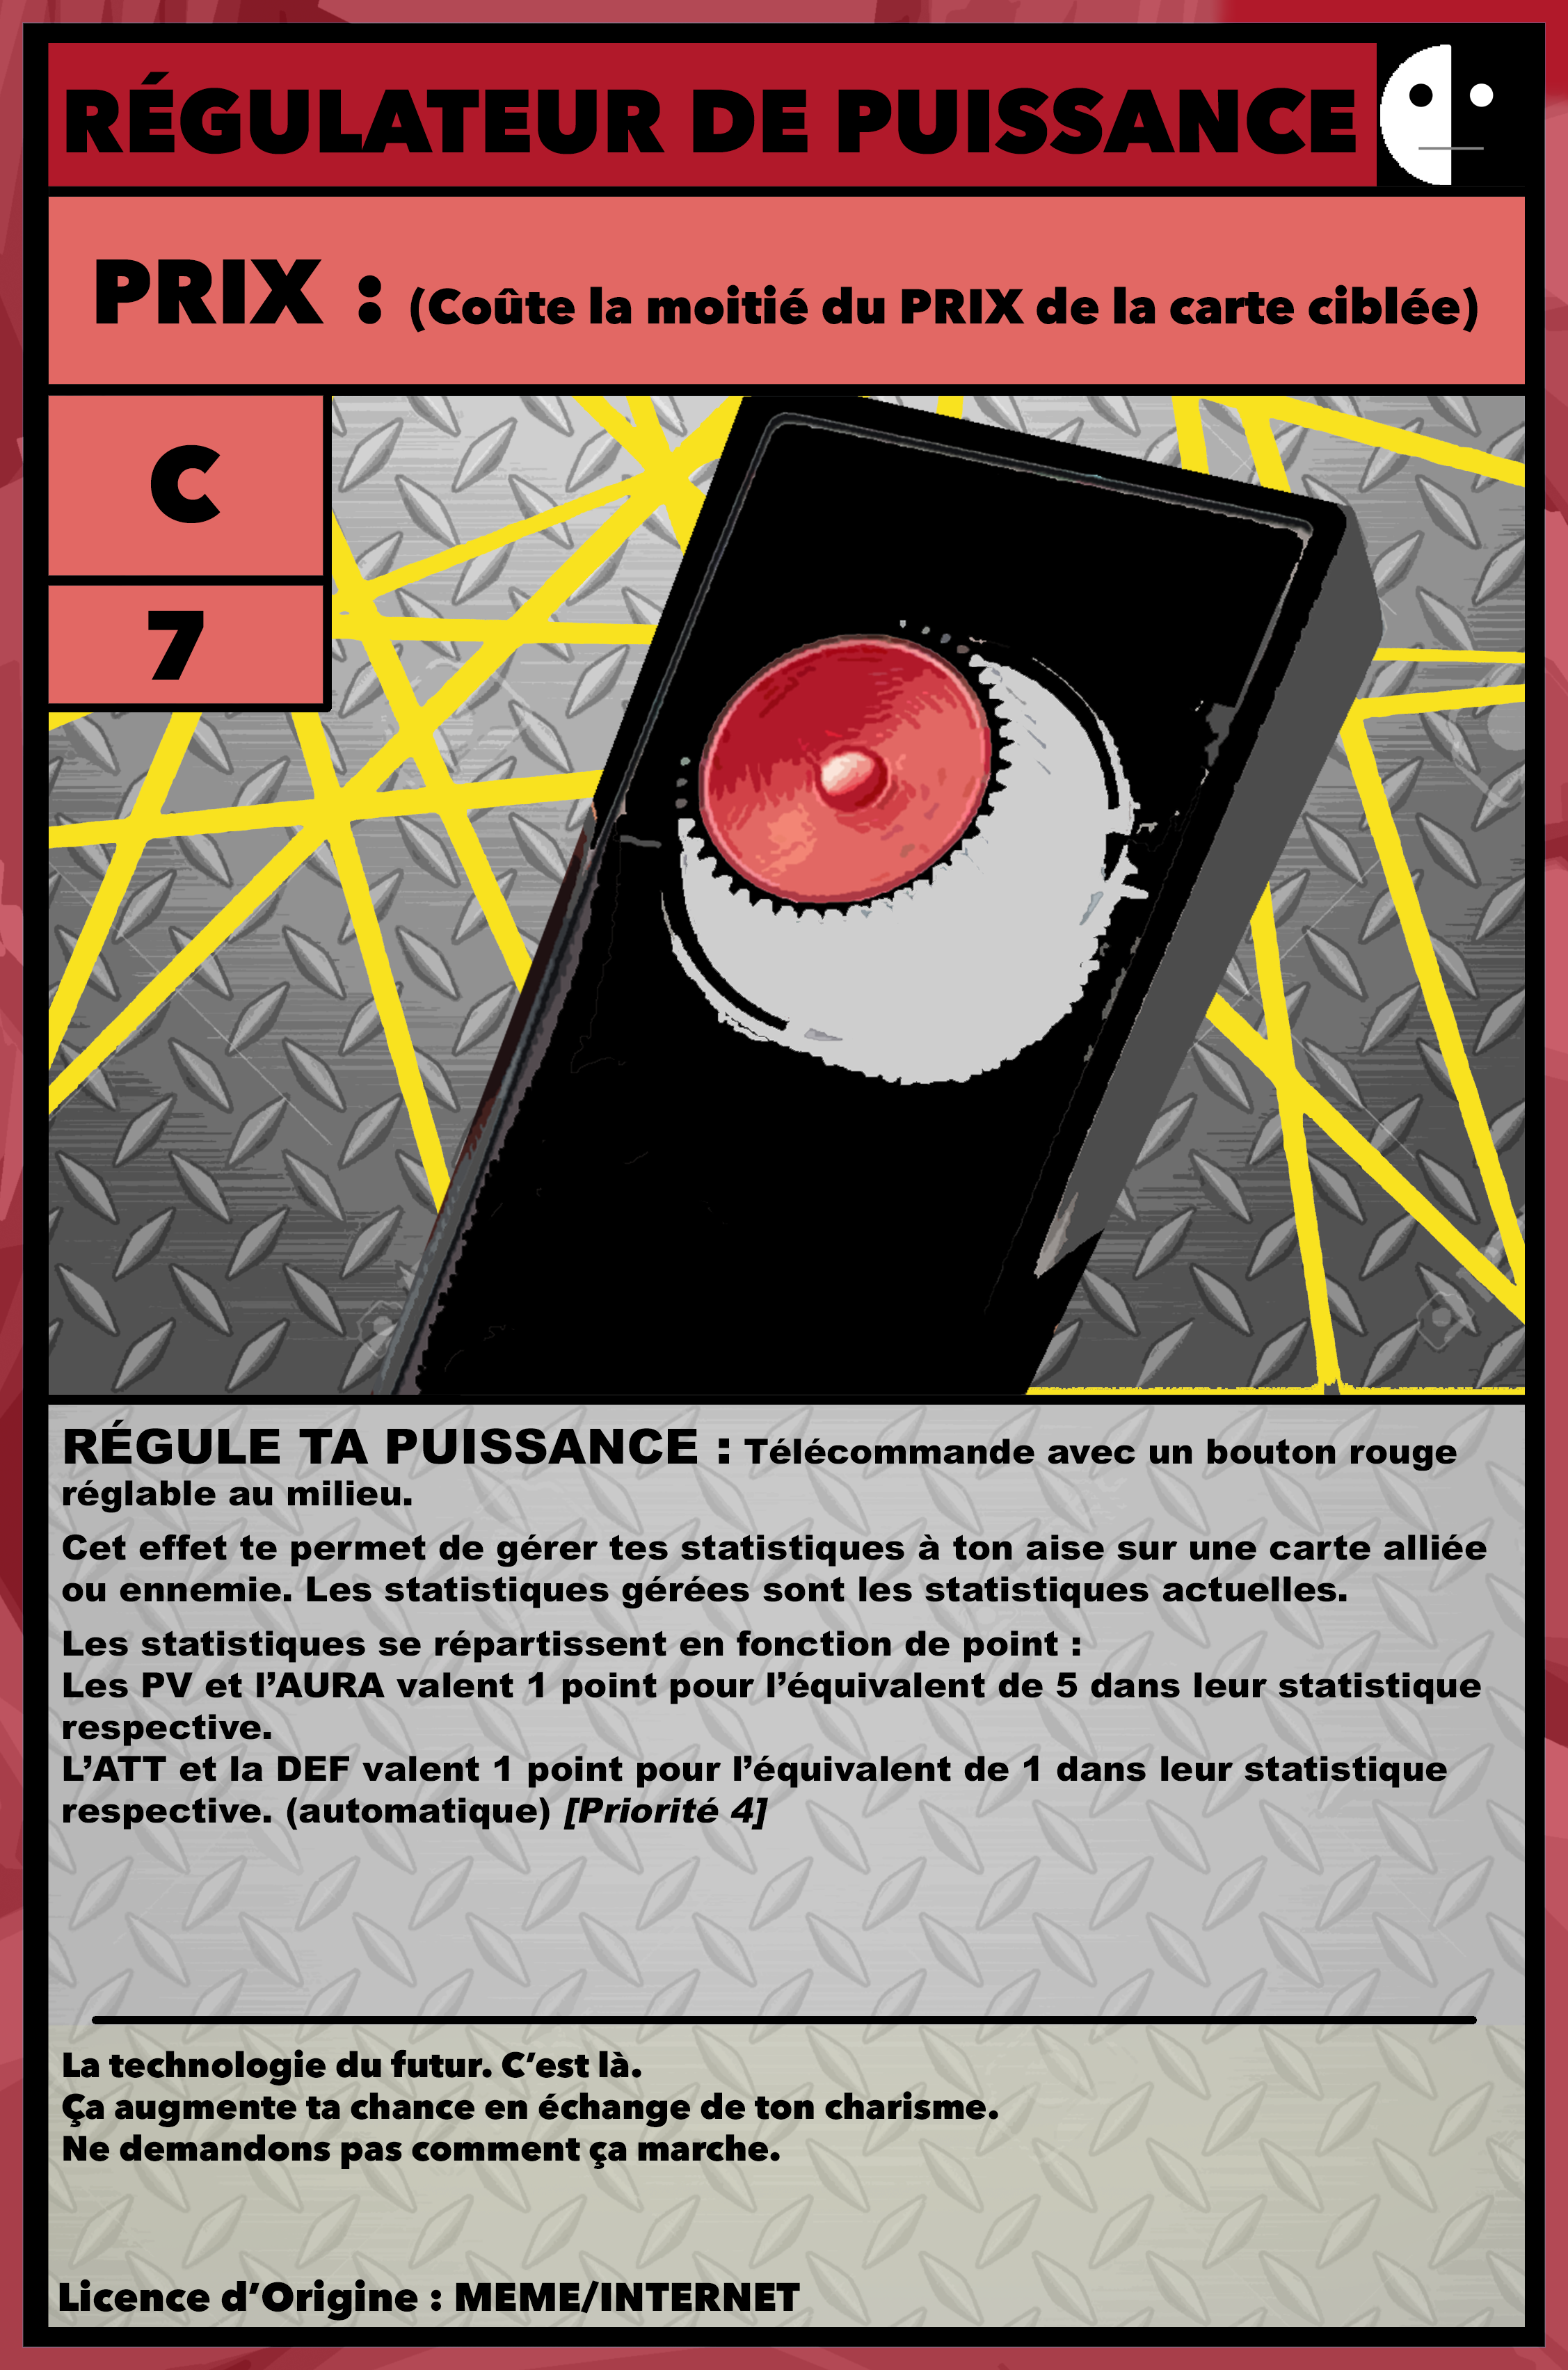 RÉGULATEUR DE PUISSANCE
PRIX : (Coûte la moitié du PRIX de la carte ciblée)
C
7
RÉGULE TA PUISSANCE : Télécommande avec un bouton rouge
réglable au milieu.
Cet effet te permet de gérer tes statistiques à ton aise sur une carte alliée
ou ennemie. Les statistiques gérées sont les statistiques actuelles.
Les statistiques se répartissent en fonction de point :
Les PV et l’AURA valent 1 point pour l’équivalent de 5 dans leur statistique
respective.
L’ATT et la DEF valent 1 point pour l’équivalent de 1 dans leur statistique
respective. (automatique) [Priorité 4]
La technologie du futur. C’est là.
Ça augmente ta chance en échange de ton charisme.
Ne demandons pas comment ça marche.
Licence d’Origine : MEME/INTERNET